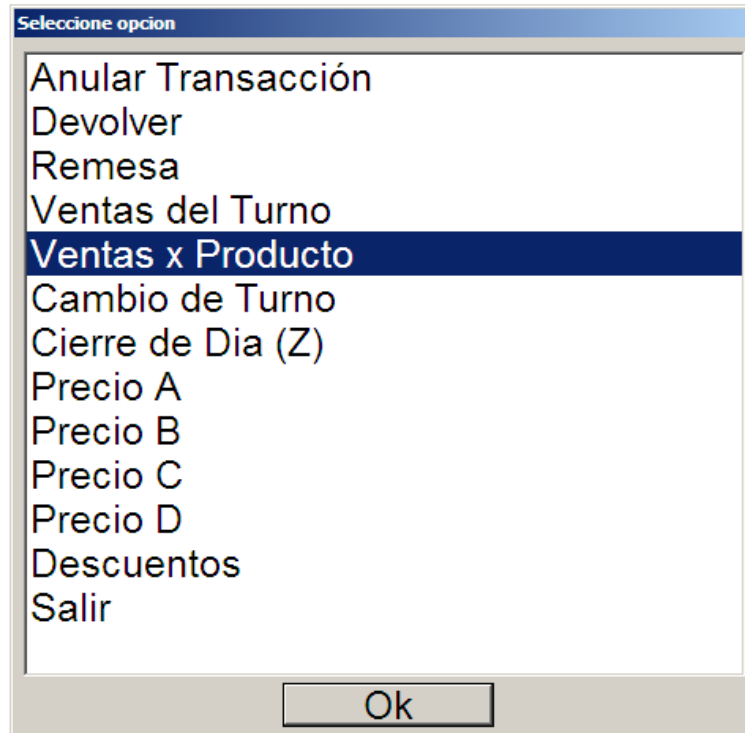 Seleccione opcion
Anular Transacción
Devolver
Remesa
Ventas del Turno
Ventas x Producto
Cambio de Turno
Cierre de Dia (Z)
Precio A
Precio B
Precio C
Precio D
Descuentos
Salir
Ok